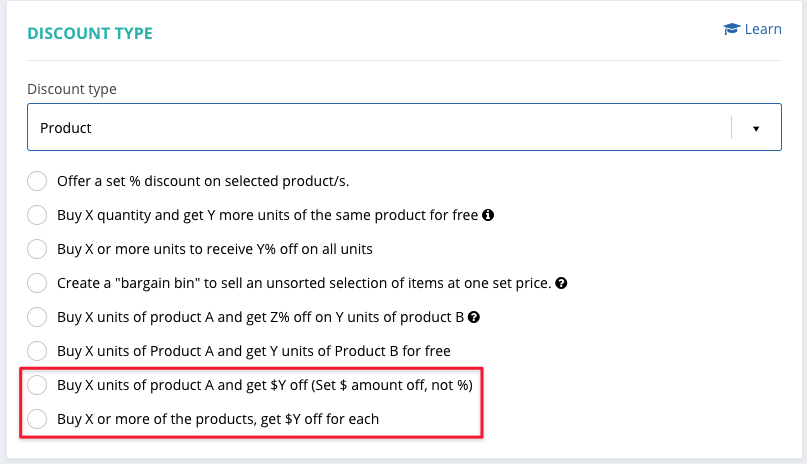 DISCOUNT TYPE
Learn
Discount type
Product
Offer a set % discount on selected product/s.
Buy X quantity and get Y more units of the same product for free
Buy X or more units to receive Y% off on all units
Create a "bargain bin" to sell an unsorted selection of items at one set price.
Buy X units of product A and get Z% off on Y units of product B
Buy X units of Product A and get Y units of Product B for free
Buy X units of product A and get $Y off (Set $ amount off, not %)
Buy X or more of the products, get $Y off for each